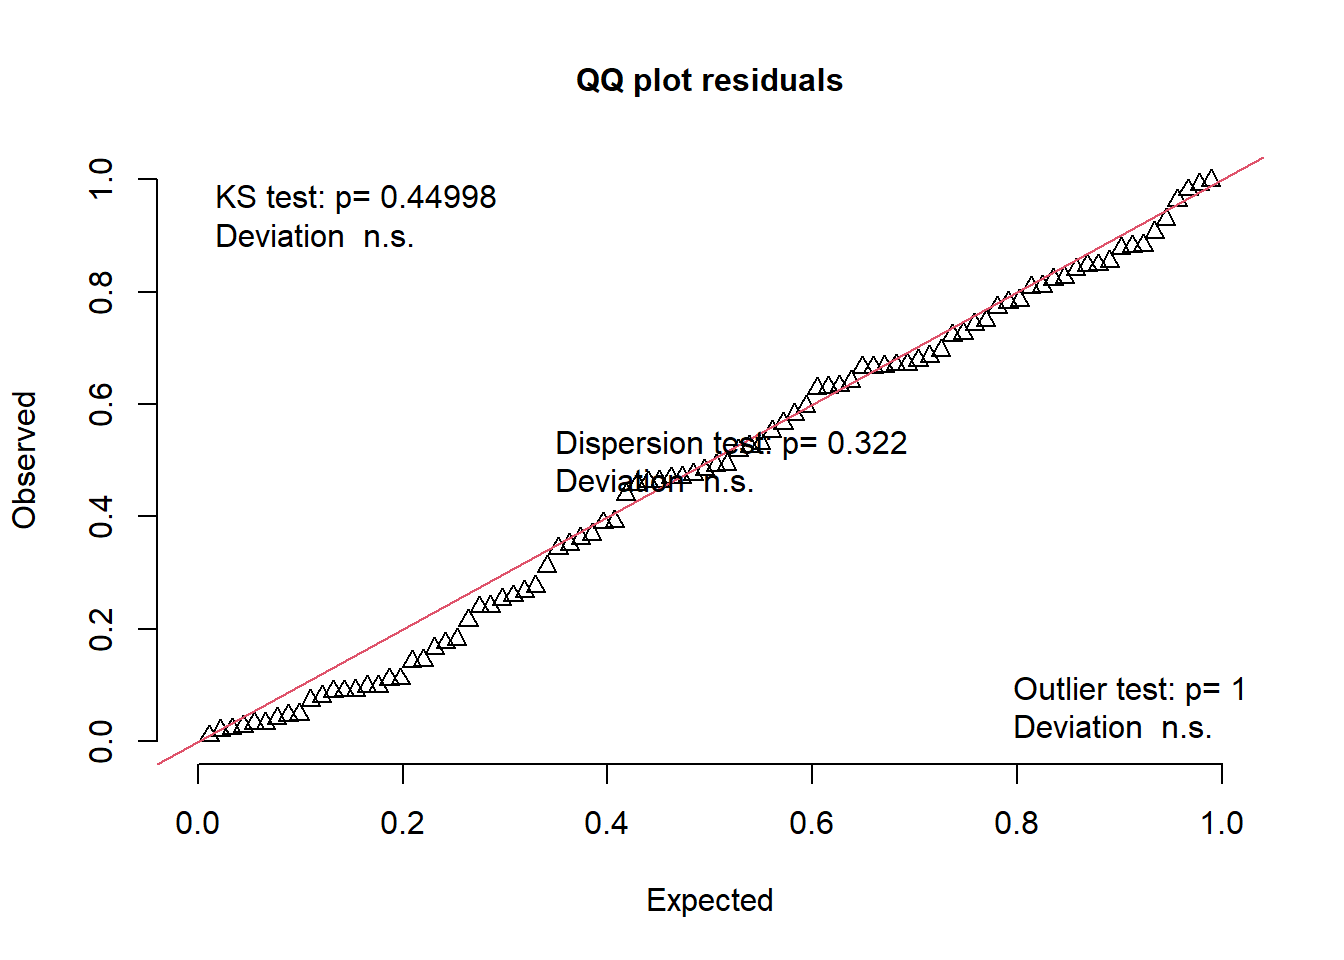 QQ plot residuals
KS test: p= 0.44998
Deviation  n.s.
Dispersion test: p= 0.322
Deviation  n.s.
Outlier test: p= 1
Deviation  n.s.
Observed
0.0
0.2
0.4
0.6
0.8
1.0
0.0 0.2 0.4 0.6 0.8 1.0
Expected